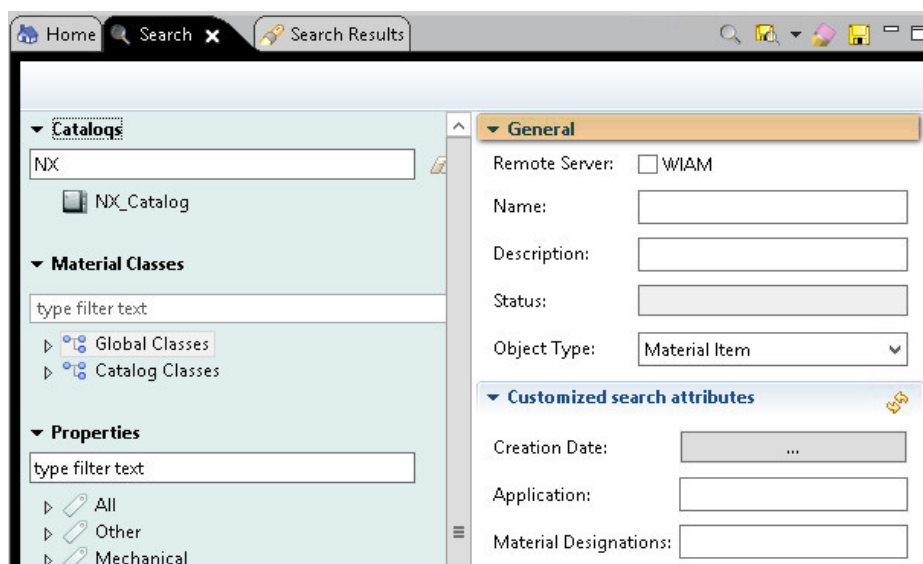 Home
Search
Search Results
Catalogs
NX
NX_Catalog
Material Classes
type filter text
Global Classes
Catalog Classes
Properties
type filter text
All
Other
Mechanical
General
Remote Server:
WIAM
Name:
Description:
Status:
Object Type:
Material Item
Customized search attributes
Creation Date:
...
Application:
Material Designations: